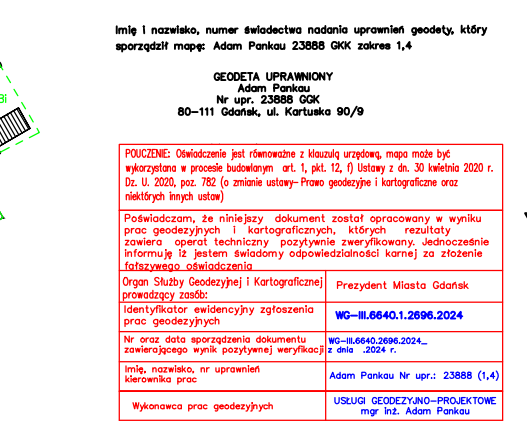 Imię i nazwisko, numer świadectwa nadania uprawnień geodety, który
sporządził mapę: Adam Pankau 23888 GKK zakres 1,4
GEODETA UPRAWNIONY
Adam Pankau
Nr upr. 23888 GGK
80-111 Gdańsk, ul. Kartuska 90/9
POUCZENIE: Oświadczenie jest równoważne z klauzulą urzędową, mapa może być
wykorzystana w procesie budowlanym art. 1, pkt. 12, f) Ustawy z dn. 30 kwietnia 2020 r.
Dz. U. 2020, poz. 782 (o zmianie ustawy-Prawo geodezyjne i kartograficzne oraz
niektórych innych ustaw)
Poświadczam, że niniejszy dokument został opracowany w wyniku
prac geodezyjnych i kartograficznych, których rezultaty
zawiera operat techniczny pozytywnie zweryfikowany. Jednocześnie
informuję iż jestem świadomy odpowiedzialności karnej za złożenie
fałszywego oświadczenia
Organ Służby Geodezyjnej i Kartograficznej
prowadzący zasób:
Prezydent Miasta Gdańsk
Identyfikator ewidencyjny zgłoszenia
prac geodezyjnych
WG-III.6640.1.2696.2024
Nr oraz data sporządzenia dokumentu
zawierającego wynik pozytywnej weryfikacji
WG-III.6640.2696.2024_
z dnia .2024 r.
Imię, nazwisko, nr uprawnień
kierownika prac
Adam Pankau Nr upr.: 23888 (1,4)
Wykonawca prac geodezyjnych
USŁUGI GEODEZYJNO-PROJEKTOWE
mgr inż. Adam Pankau